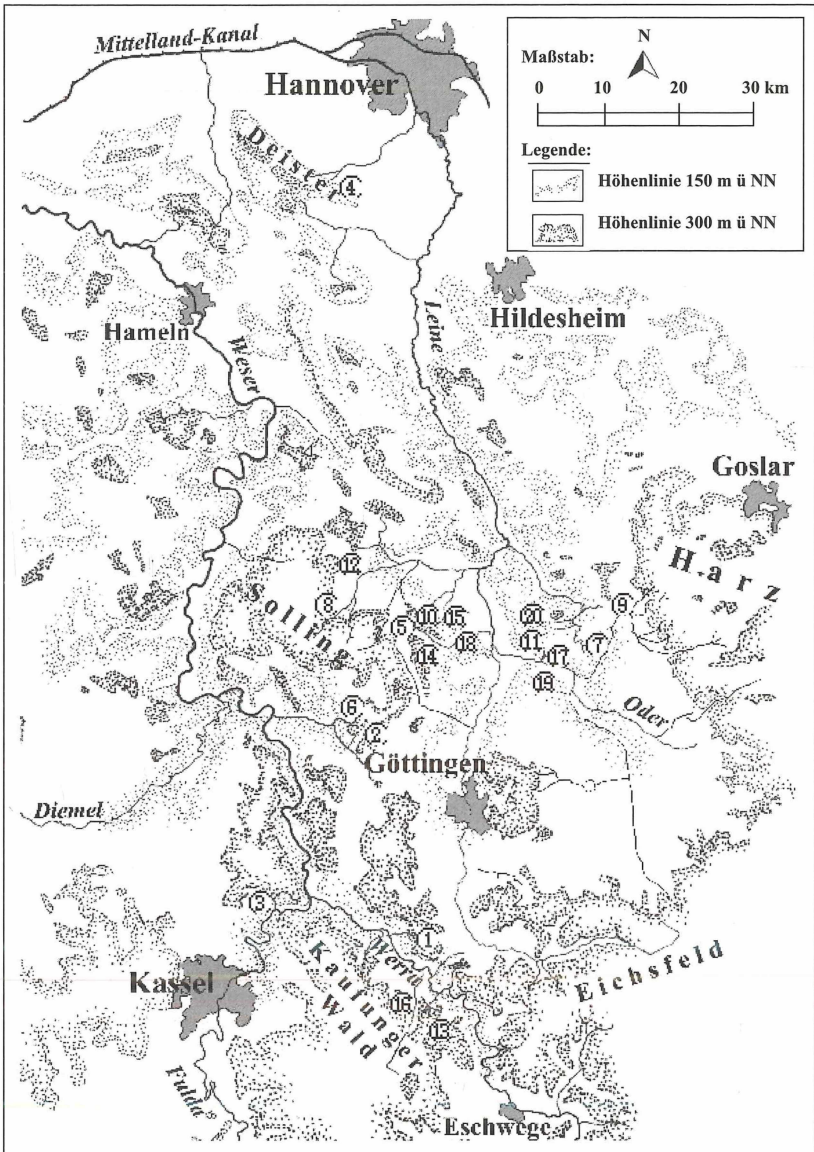 Mittelland-Kanal
Hannover
Maßstab:
N
0 10 20 30 km
Legende:
Höhenlinie 150 m ü NN
Höhenlinie 300 m ü NN
Deister
4
Leine
Hildesheim
Hameln
Weser
Goslar
Harz
12
8
Solling
5
10
15
18
14
20
11
17
19
7
9
Oder
6
2
Göttingen
Diemel
3
1
Werra
Kassel
Kaufunger
Wald
16
13
Eichsfeld
Fulda
Eschwege